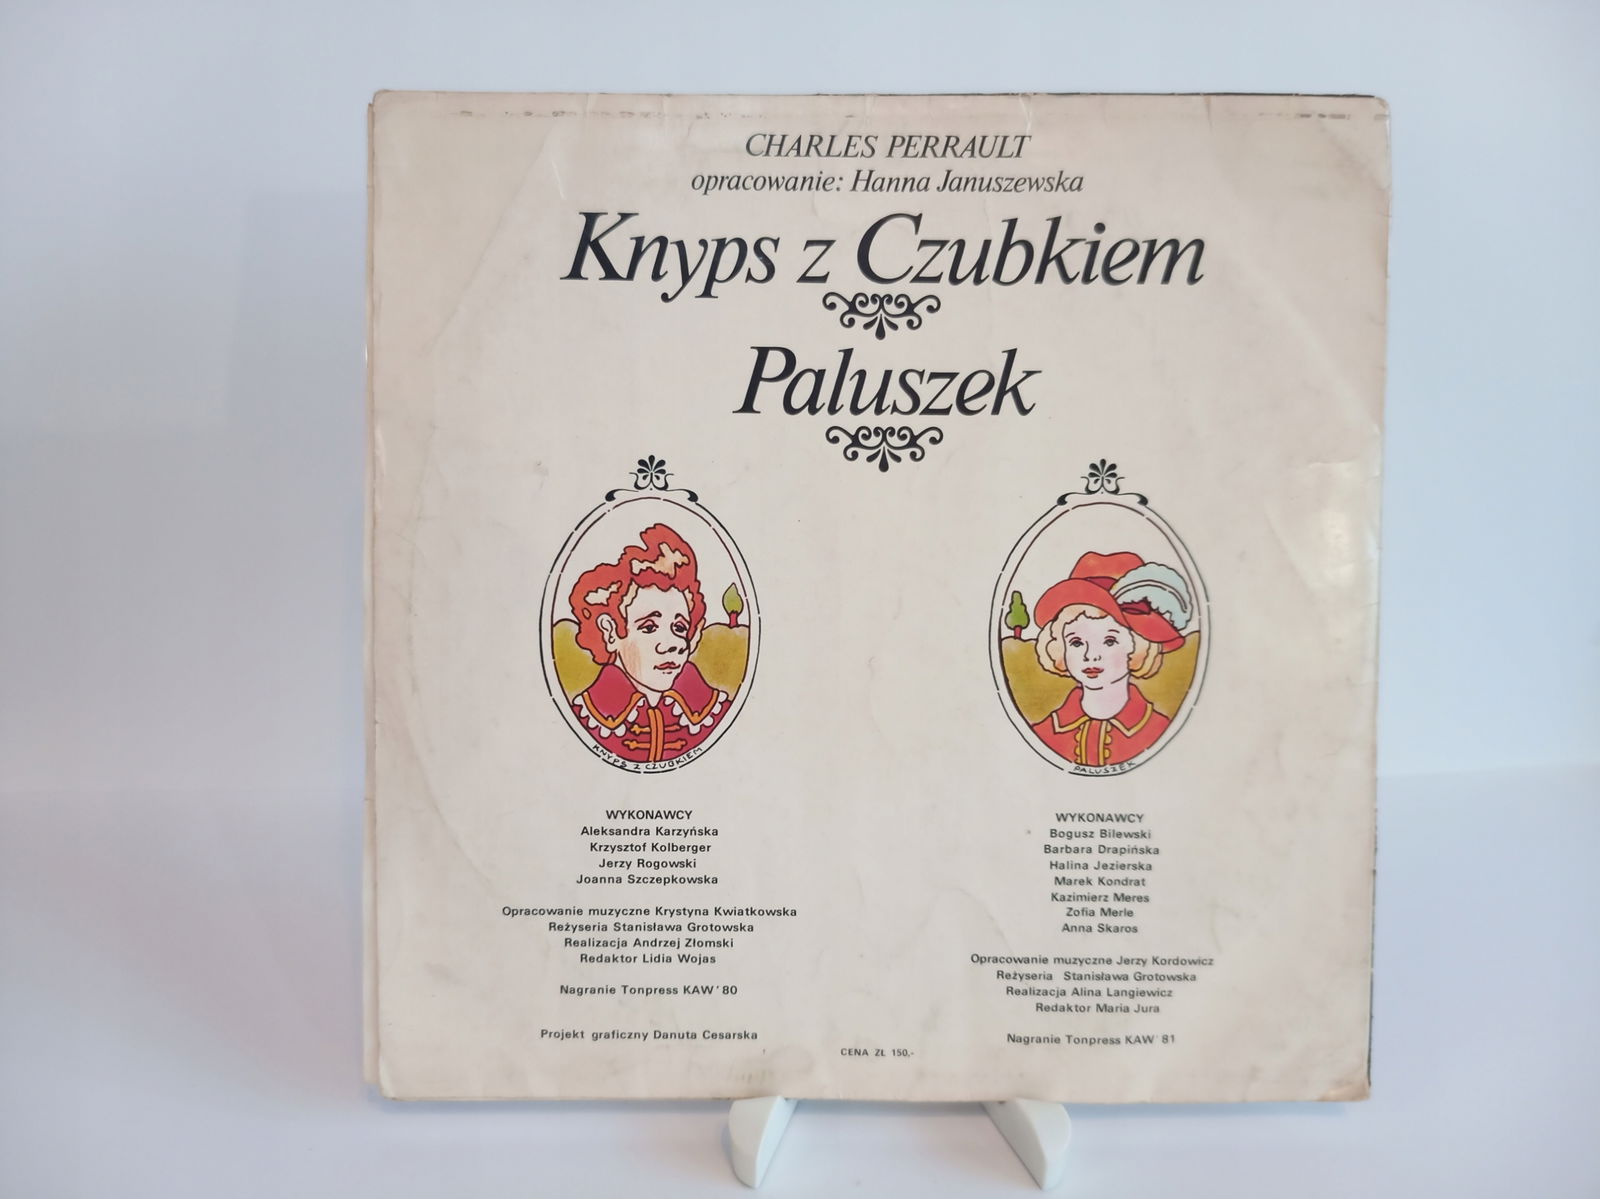 CHARLES PERRAULT
opracowanie: Hanna Januszewska
Knyps z Czubkiem
Paluszek
KNYPS Z CZUBKIEM
PALUSZEK
WYKONAWCY
Aleksandra Karzyńska
Krzysztof Kolberger
Jerzy Rogowski
Joanna Szczepkowska
Opracowanie muzyczne Krystyna Kwiatkowska
Reżyseria Stanisława Grotowska
Realizacja Andrzej Złomski
Redaktor Lidia Wojas
Nagranie Tonpress KAW '80
Projekt graficzny Danuta Cesarska
WYKONAWCY
Bogusz Bilewski
Barbara Drapińska
Halina Jezierska
Marek Kondrat
Kazimierz Meres
Zofia Merle
Anna Skaros
Opracowanie muzyczne Jerzy Kordowicz
Reżyseria Stanisława Grotowska
Realizacja Alina Langiewicz
Redaktor Maria Jura
Nagranie Tonpress KAW '81
CENA ZŁ 150,-